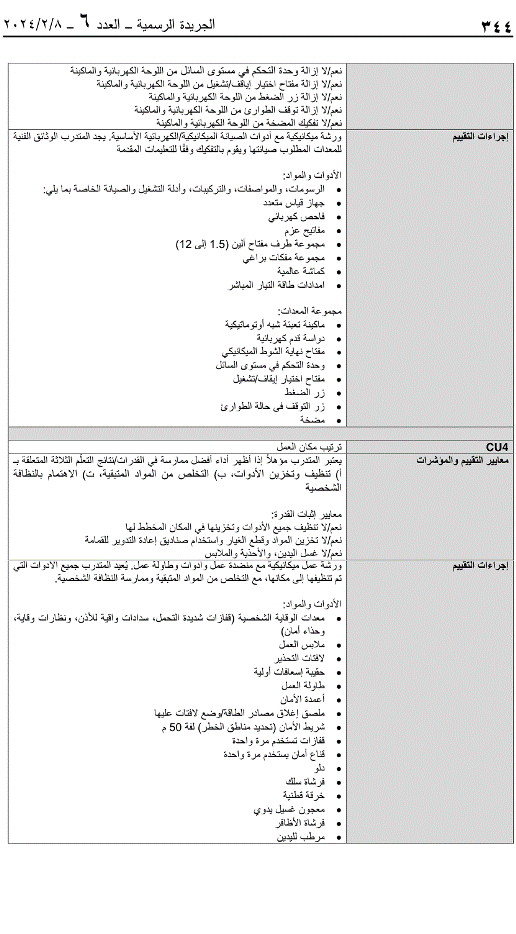 ٣٤٤ الجريدة الرسمية – العدد ٦ – ٢٠٢٤/٢/٨
نعم/لا إزالة وحدة التحكم في مستوى السائل من اللوحة الكهربائية والماكينة
نعم/لا إزالة مفتاح اختيار إيقاف/تشغيل من اللوحة الكهربائية والماكينة
نعم/لا إزالة زر الضغط من اللوحة الكهربائية والماكينة
نعم/لا إزالة توقف الطوارئ من اللوحة الكهربائية والماكينة
نعم/لا تفكيك المضخة من اللوحة الكهربائية والماكينة
إجراءات التقييم
ورشة ميكانيكية مع أدوات الصيانة الميكانيكية/الكهربائية الأساسية. يجد المتدرب الوثائق الفنية
للمعدات المطلوب صيانتها ويقوم بالتفكيك وفقًا للتعليمات المقدمة
الأدوات والمواد:
• الرسومات، والمواصفات، والتركيبات، وأدلة التشغيل والصيانة الخاصة بما يلي:
• جهاز قياس متعدد
• فاحص كهربائي
• مفاتيح عزم
• مجموعة طرف مفتاح ألين (1.5 إلى 12)
• مجموعة مفكات براغي
• كماشة عالمية
• امدادات طاقة التيار المباشر
مجموعة المعدات:
• ماكينة تعبئة شبه أوتوماتيكية
• دواسة قدم كهربائية
• مفتاح نهاية الشوط الميكانيكي
• وحدة التحكم في مستوى السائل
• مفتاح اختيار إيقاف/تشغيل
• زر الضغط
• زر التوقف في حالة الطوارئ
• مضخة
CU4 ترتيب مكان العمل
معايير التقييم والمؤشرات
يعتبر المتدرب مؤهلاً إذا أظهر أداء أفضل ممارسة في القدرات/نتائج التعلّم الثلاثة المتعلقة بـ
أ) تنظيف وتخزين الأدوات، ب) التخلص من المواد المتبقية، ت) الاهتمام بالنظافة
الشخصية
معايير إثبات القدرة:
نعم/لا تنظيف جميع الأدوات وتخزينها في المكان المخطط لها
نعم/لا تخزين المواد وقطع الغيار واستخدام صناديق إعادة التدوير للقمامة
نعم/لا غسل اليدين، والأحذية والملابس
إجراءات التقييم
ورشة عمل ميكانيكية مع منضدة عمل وأدوات وطاولة عمل. يُعيد المتدرب جميع الادوات التي
تم تنظيفها إلى مكانها، مع التخلص من المواد المتبقية وممارسة النظافة الشخصية.
الأدوات والمواد:
• معدات الوقاية الشخصية (قفازات شديدة التحمل، سدادات واقية للأذن، ونظارات وقاية،
وحذاء أمان)
• ملابس العمل
• لافتات التحذير
• حقيبة إسعافات أولية
• طاولة العمل
• أعمدة الأمان
• ملصق إغلاق مصادر الطاقة/وضع لافتات عليها
• شريط الأمان (تحديد مناطق الخطر) لفة 50 م
• قفازات تستخدم مرة واحدة
• قناع أمان يستخدم مرة واحدة
• دلو
• فرشاة سلك
• خرقة قطنية
• معجون غسيل يدوي
• فرشاة الأظافر
• مرطب لليدين